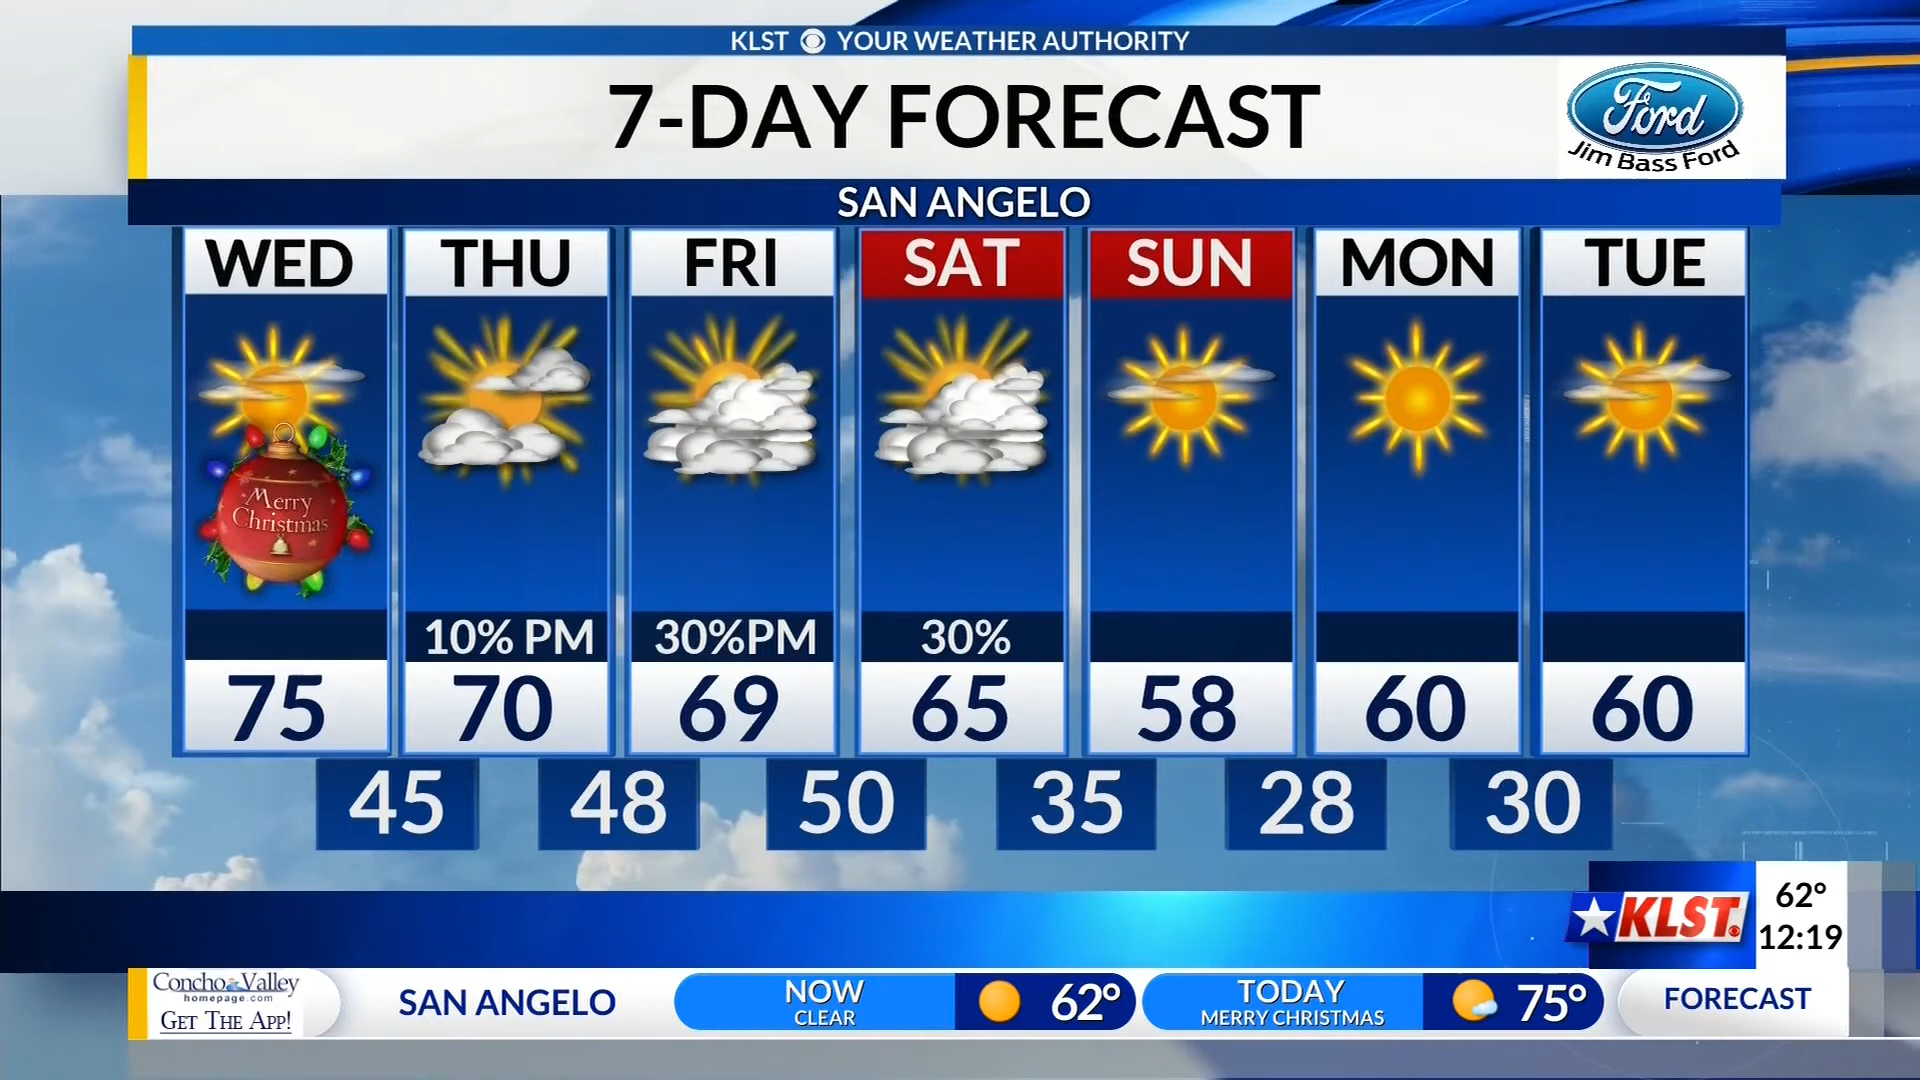 KLST YOUR WEATHER AUTHORITY
7-DAY FORECAST
Ford
Jim Bass Ford
SAN ANGELO
WED THU FRI SAT SUN MON TUE
Merry
Christmas
10% PM 30%PM 30%
75 70 69 65 58 60 60
45 48 50 35 28 30
KLST
62°
12:19
Concho Valley
homepage.com
GET THE APP!
SAN ANGELO
NOW
CLEAR
62°
TODAY
MERRY CHRISTMAS
75°
FORECAST